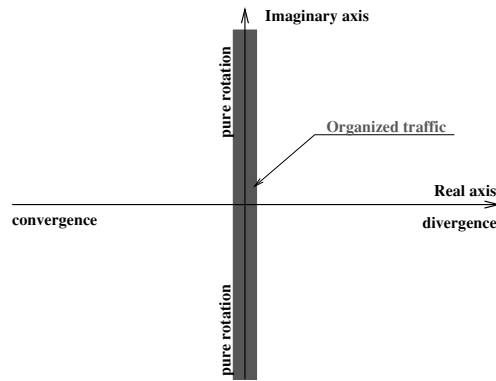 Imaginary axis
pure rotation
Organized traffic
Real axis
convergence
divergence
pure rotation